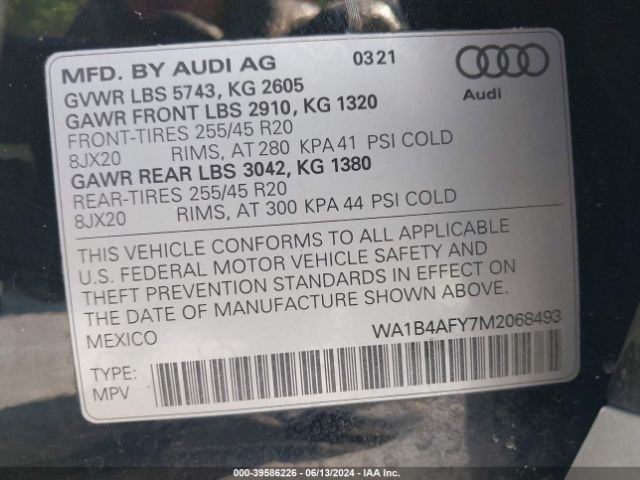 MFD. BY AUDI AG 0321
GVWR LBS 5743, KG 2605
GAWR FRONT LBS 2910, KG 1320
Audi
FRONT-TIRES 255/45 R20
8JX20 RIMS, AT 280 KPA 41 PSI COLD
GAWR REAR LBS 3042, KG 1380
REAR-TIRES 255/45 R20
8JX20 RIMS, AT 300 KPA 44 PSI COLD
THIS VEHICLE CONFORMS TO ALL APPLICABLE
U.S. FEDERAL MOTOR VEHICLE SAFETY AND
THEFT PREVENTION STANDARDS IN EFFECT ON
THE DATE OF MANUFACTURE SHOWN ABOVE.
MEXICO WA1B4AFY7M2068493
TYPE:
MPV
000-39586226 - 06/13/2024 - IAA Inc.